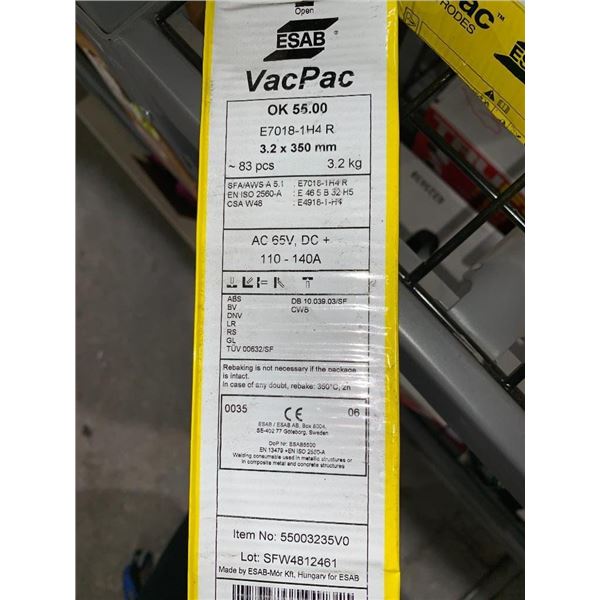 Open
ESAB
VacPac
OK 55.00
E7018-1H4 R
3.2 x 350 mm
~ 83 pcs 3.2 kg
SFA/AWS A 5.1 : E7018-1H4 R
EN ISO 2560-A : E 46 5 B 32 H5
CSA W48 : E4918-1-H4
AC 65V, DC +
110 - 140A
ABS DB 10.039.03/SF
BV CWB
DNV
LR
RS
GL
TÜV 00632/SF
Rebaking is not necessary if the package
is intact.
In case of any doubt, rebake: 350°C, 2h
0035 CE 06
ESAB / ESAB AB, Box 8004,
SE-402 77 Göteborg, Sweden
DoP Nr: ESAB5500
EN 13479 + EN ISO 2560-A
Welding consumable used in metallic structures or
in composite metal and concrete structures
Item No: 55003235V0
Lot: SFW4812461
Made by ESAB-Mór Kft, Hungary for ESAB
ac™
RODES
ESAB